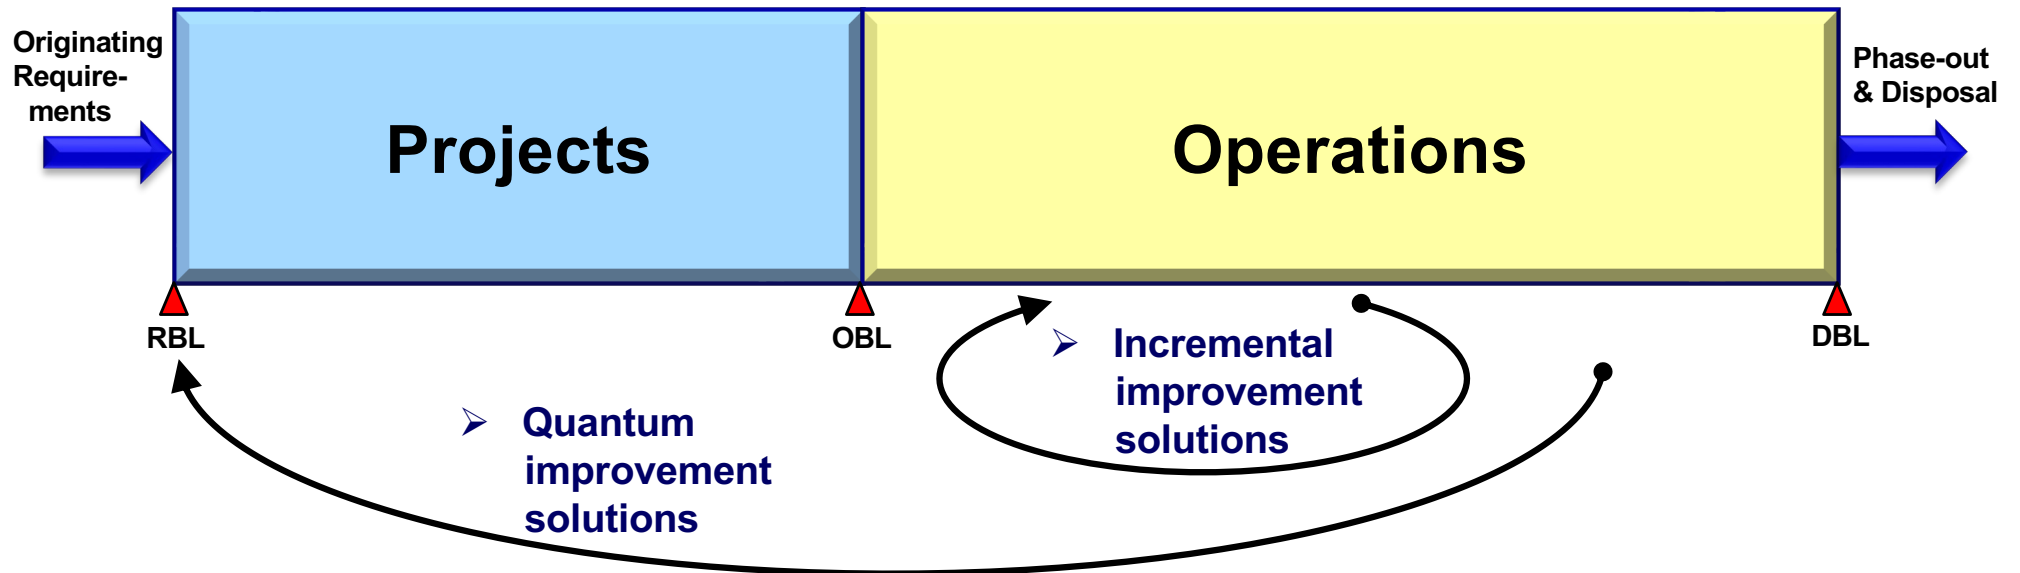 Originating
Require-
ments
Projects
Operations
Phase-out
& Disposal
RBL
OBL
DBL
➢ Incremental
improvement
solutions
➢ Quantum
improvement
solutions